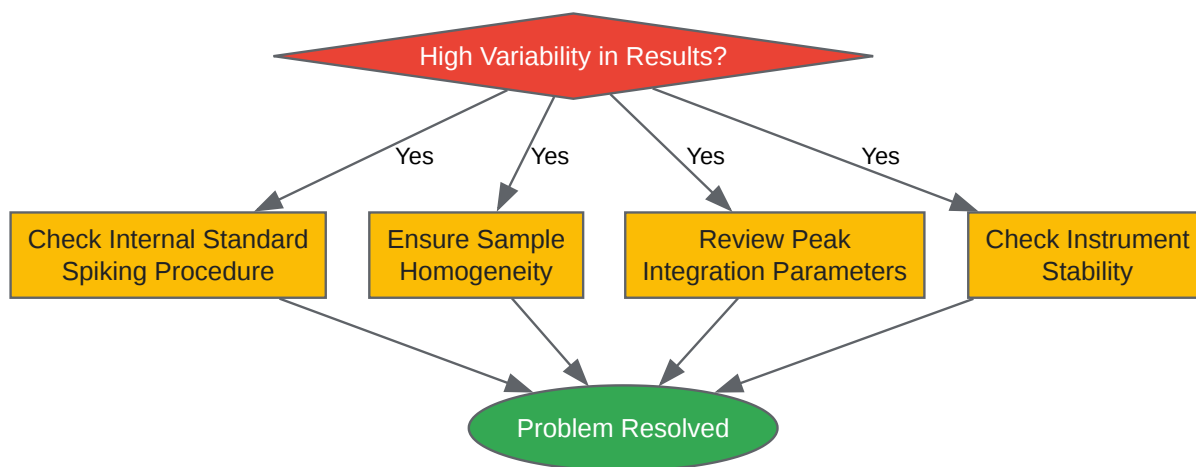 High Variability in Results?
Yes
Yes
Yes
Yes
Check Internal Standard
Spiking Procedure
Ensure Sample
Homogeneity
Review Peak
Integration Parameters
Check Instrument
Stability
Problem Resolved